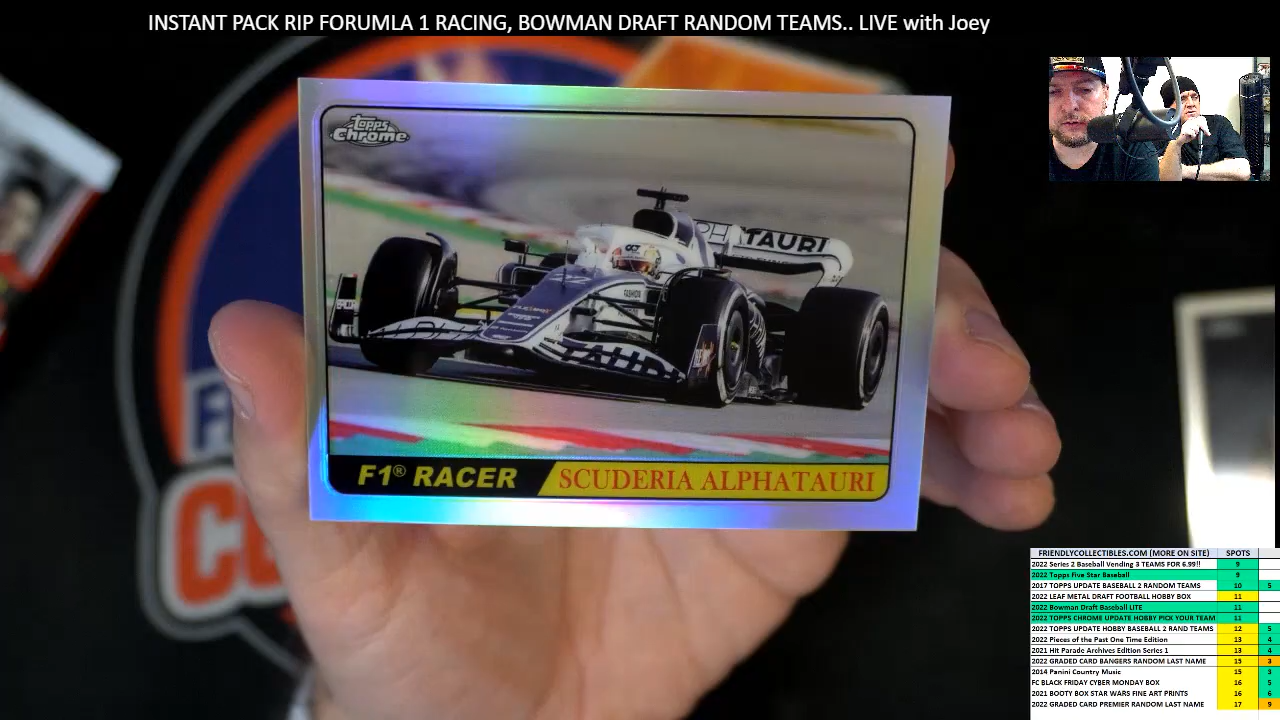 INSTANT PACK RIP FORUMLA 1 RACING, BOWMAN DRAFT RANDOM TEAMS.. LIVE with Joey
topps
Chrome
TAURI
22
FASHION
F1® RACER
SCUDERIA ALPHATAURI
FRIENDLYCOLLECTIBLES.COM (MORE ON SITE) SPOTS
2022 Series 2 Baseball Vending 3 TEAMS FOR 6.99!! 9
2022 Topps Five Star Baseball 9
2017 TOPPS UPDATE BASEBALL 2 RANDOM TEAMS 10 5
2022 LEAF METAL DRAFT FOOTBALL HOBBY BOX 11
2022 Bowman Draft Baseball LITE 11
2022 TOPPS CHROME UPDATE HOBBY PICK YOUR TEAM 11
2022 TOPPS UPDATE HOBBY BASEBALL 2 RAND TEAMS 12 5
2022 Pieces of the Past One Time Edition 13 4
2021 Hit Parade Archives Edition Series 1 13 4
2022 GRADED CARD BANGERS RANDOM LAST NAME 15 3
2014 Panini Country Music 15 3
FC BLACK FRIDAY CYBER MONDAY BOX 16 5
2021 BOOTY BOX STAR WARS FINE ART PRINTS 16 6
2022 GRADED CARD PREMIER RANDOM LAST NAME 17 9